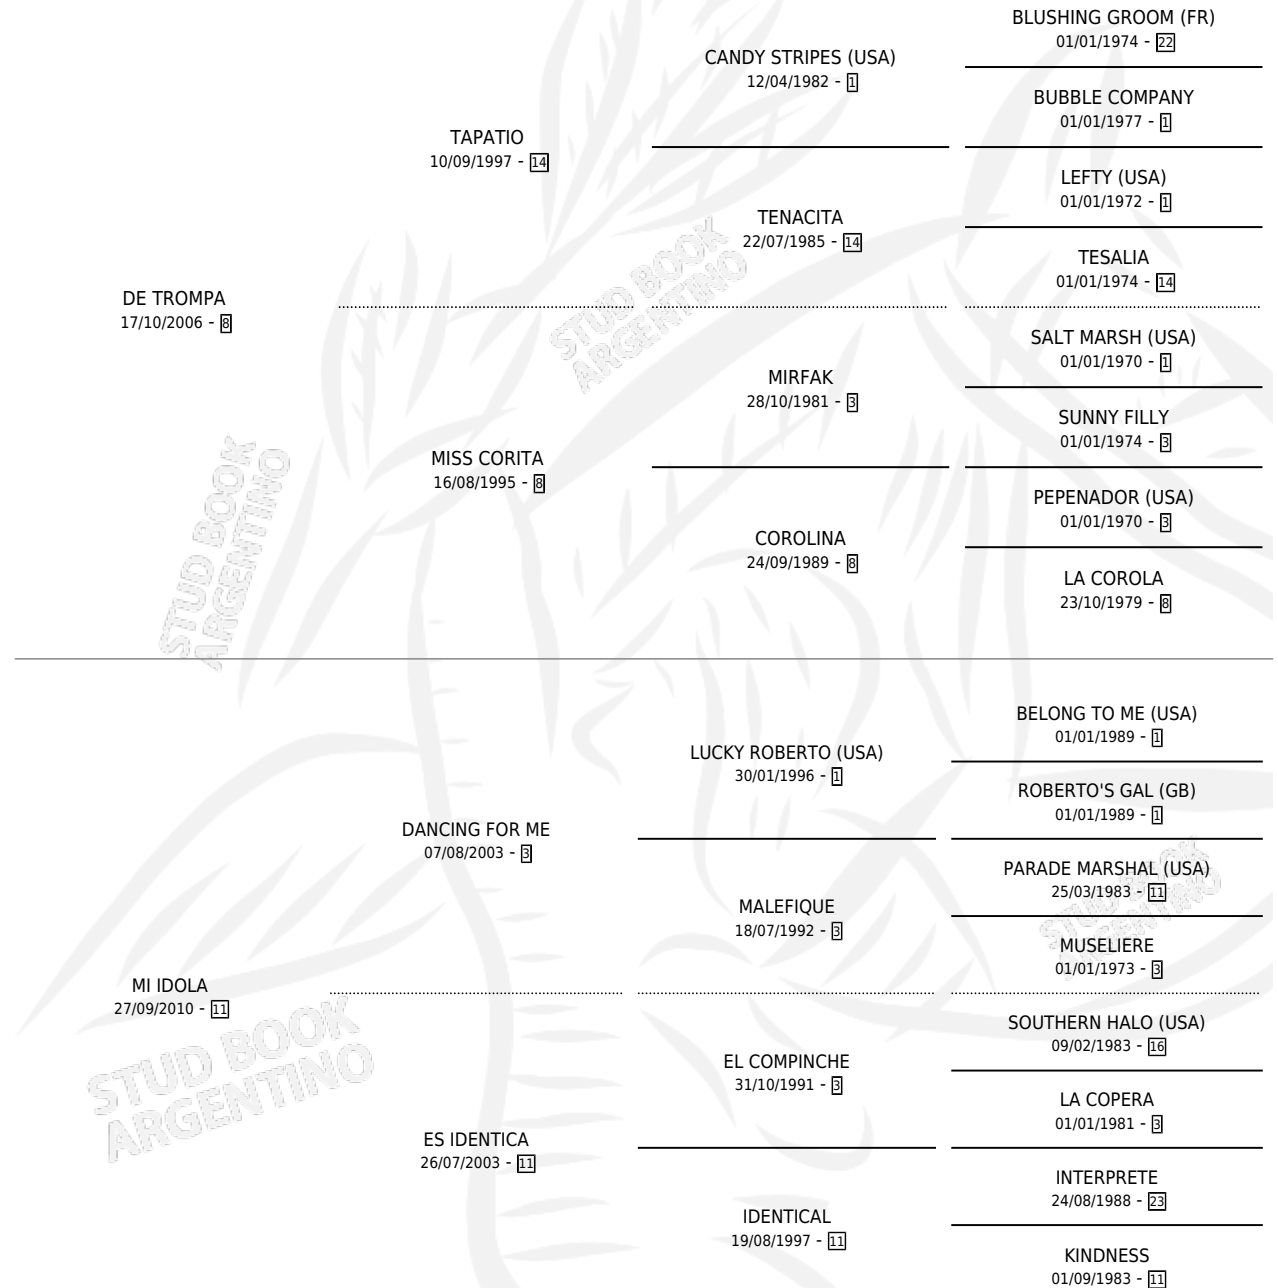 BLUSHING GROOM (FR)
01/01/1974 - 22
CANDY STRIPES (USA)
12/04/1982 - 1
BUBBLE COMPANY
01/01/1977 - 1
TAPATIO
10/09/1997 - 14
LEFTY (USA)
01/01/1972 - 1
TENACITA
22/07/1985 - 14
TESALIA
01/01/1974 - 14
DE TROMPA
17/10/2006 - 8
SALT MARSH (USA)
01/01/1970 - 1
MIRFAK
28/10/1981 - 3
SUNNY FILLY
01/01/1974 - 3
MISS CORITA
16/08/1995 - 8
PEPENADOR (USA)
01/01/1970 - 3
COROLINA
24/09/1989 - 8
LA COROLA
23/10/1979 - 8
STUD BOOK
ARGENTINO
STUD BOOK
ARGENTINO
BELONG TO ME (USA)
01/01/1989 - 1
LUCKY ROBERTO (USA)
30/01/1996 - 1
ROBERTO'S GAL (GB)
01/01/1989 - 1
DANCING FOR ME
07/08/2003 - 3
PARADE MARSHAL (USA)
25/03/1983 - 11
MALEFIQUE
18/07/1992 - 3
MUSELIERE
01/01/1973 - 3
MI IDOLA
27/09/2010 - 11
SOUTHERN HALO (USA)
09/02/1983 - 16
EL COMPINCHE
31/10/1991 - 3
LA COPERA
01/01/1981 - 3
ES IDENTICA
26/07/2003 - 11
INTERPRETE
24/08/1988 - 23
IDENTICAL
19/08/1997 - 11
KINDNESS
01/09/1983 - 11
STUD BOOK
ARGENTINO
STUD BOOK
ARGENTINO